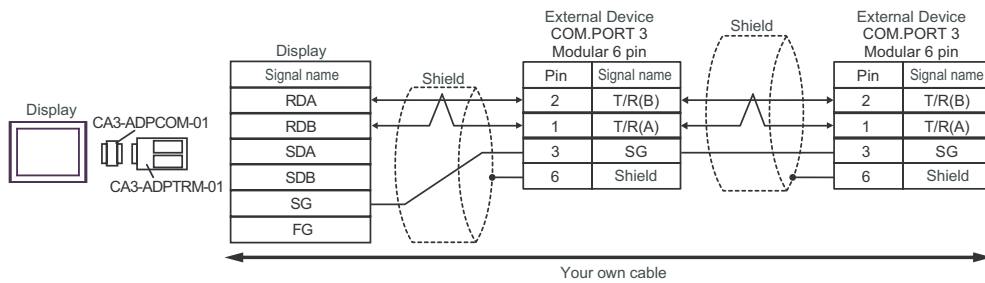 Display
CA3-ADPCOM-01
CA3-ADPTRM-01
Display
Signal name
RDA
RDB
SDA
SDB
SG
FG
Shield
External Device
COM.PORT 3
Modular 6 pin
Pin Signal name
2 T/R(B)
1 T/R(A)
3 SG
6 Shield
Shield
External Device
COM.PORT 3
Modular 6 pin
Pin Signal name
2 T/R(B)
1 T/R(A)
3 SG
6 Shield
Your own cable